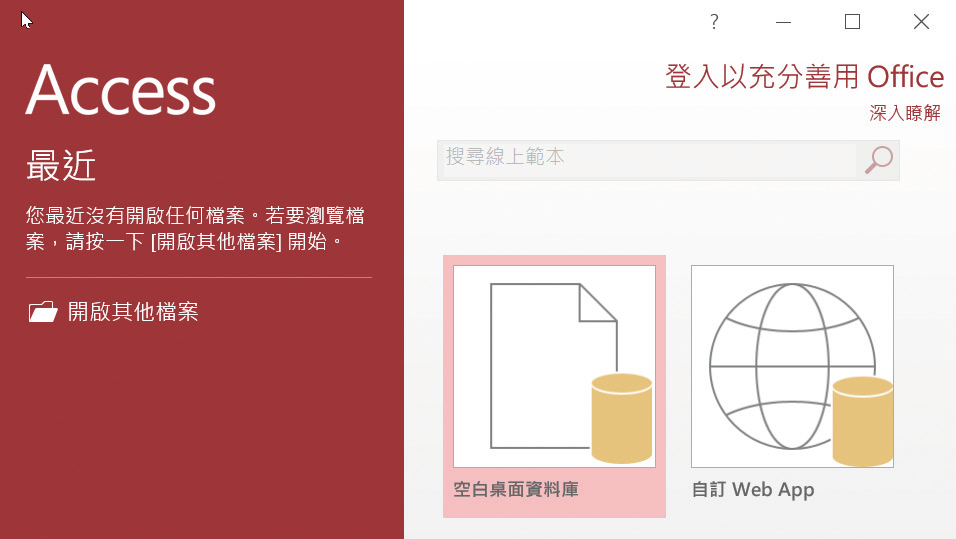 Access
最近
您最近沒有開啟任何檔案。若要瀏覽檔
案，請按一下 [開啟其他檔案] 開始。
開啟其他檔案
?
登入以充分善用 Office
深入瞭解
搜尋線上範本
空白桌面資料庫
自訂 Web App